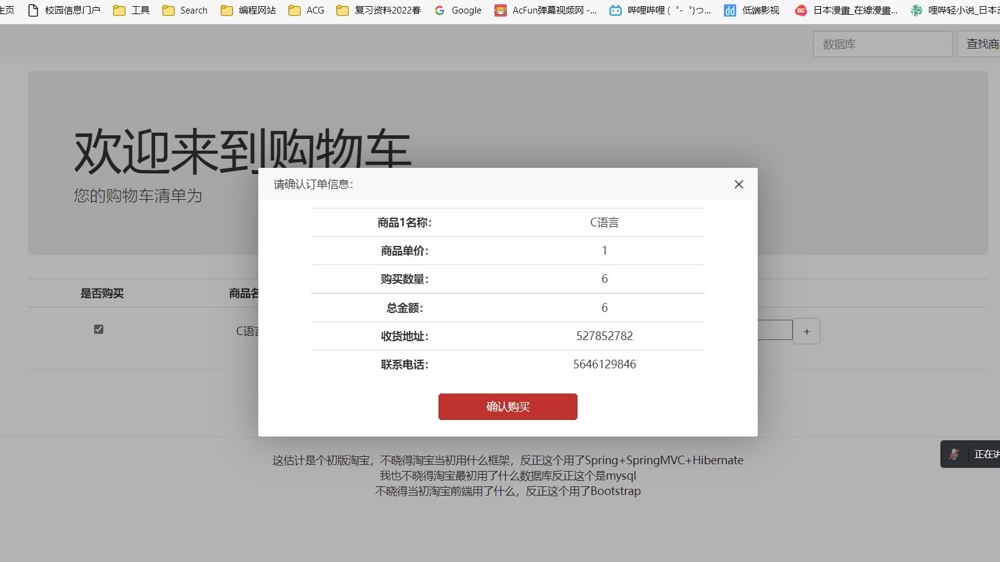 主页 校园信息门户 工具 Search 编程网站 ACG 复习资料2022春 Google AcFun弹幕视频网 -... 哔哩哔哩 (゜-゜)つ... 低端影视 日本漫畫_在線漫畫... 哩哔轻小说_日本
数据库 查找商
欢迎来到购物车
您的购物车清单为
请确认订单信息：
商品1名称： C语言
商品单价： 1
购买数量： 6
总金额： 6
收货地址： 527852782
联系电话： 5646129846
确认购买
是否购买 商品名
C语言 +
这估计是个初版淘宝，不晓得淘宝当初用什么框架，反正这个用了Spring+SpringMVC+Hibernate
我也不晓得淘宝最初用了什么数据库反正这个是mysql
不晓得当初淘宝前端用了什么，反正这个用了Bootstrap
正在讲